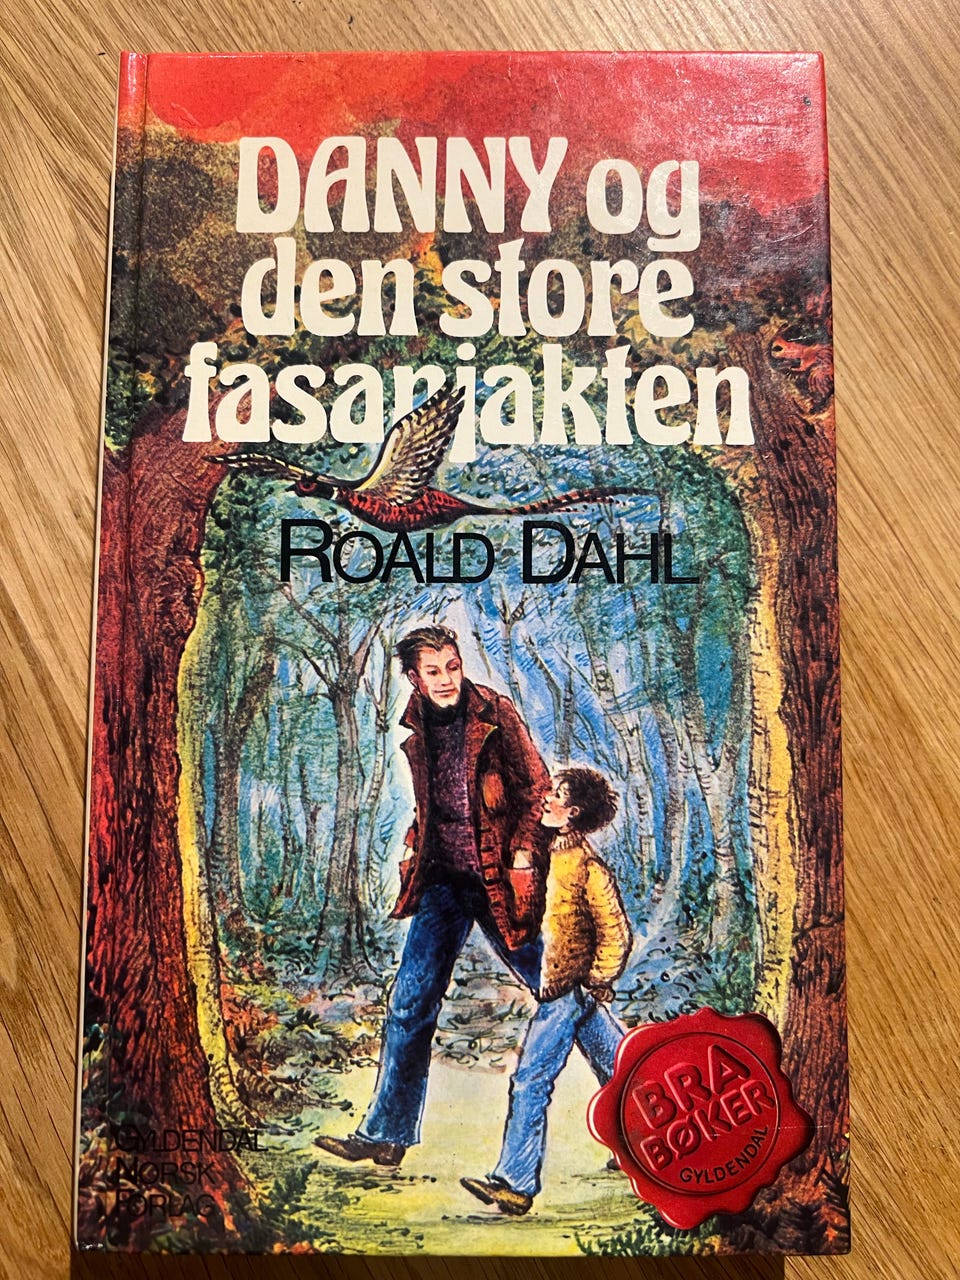 DANNY og
den store
fasanjakten
ROALD DAHL
BRA
BØKER
GYLDENDAL
GYLDENDAL
NORSK
FORLAG